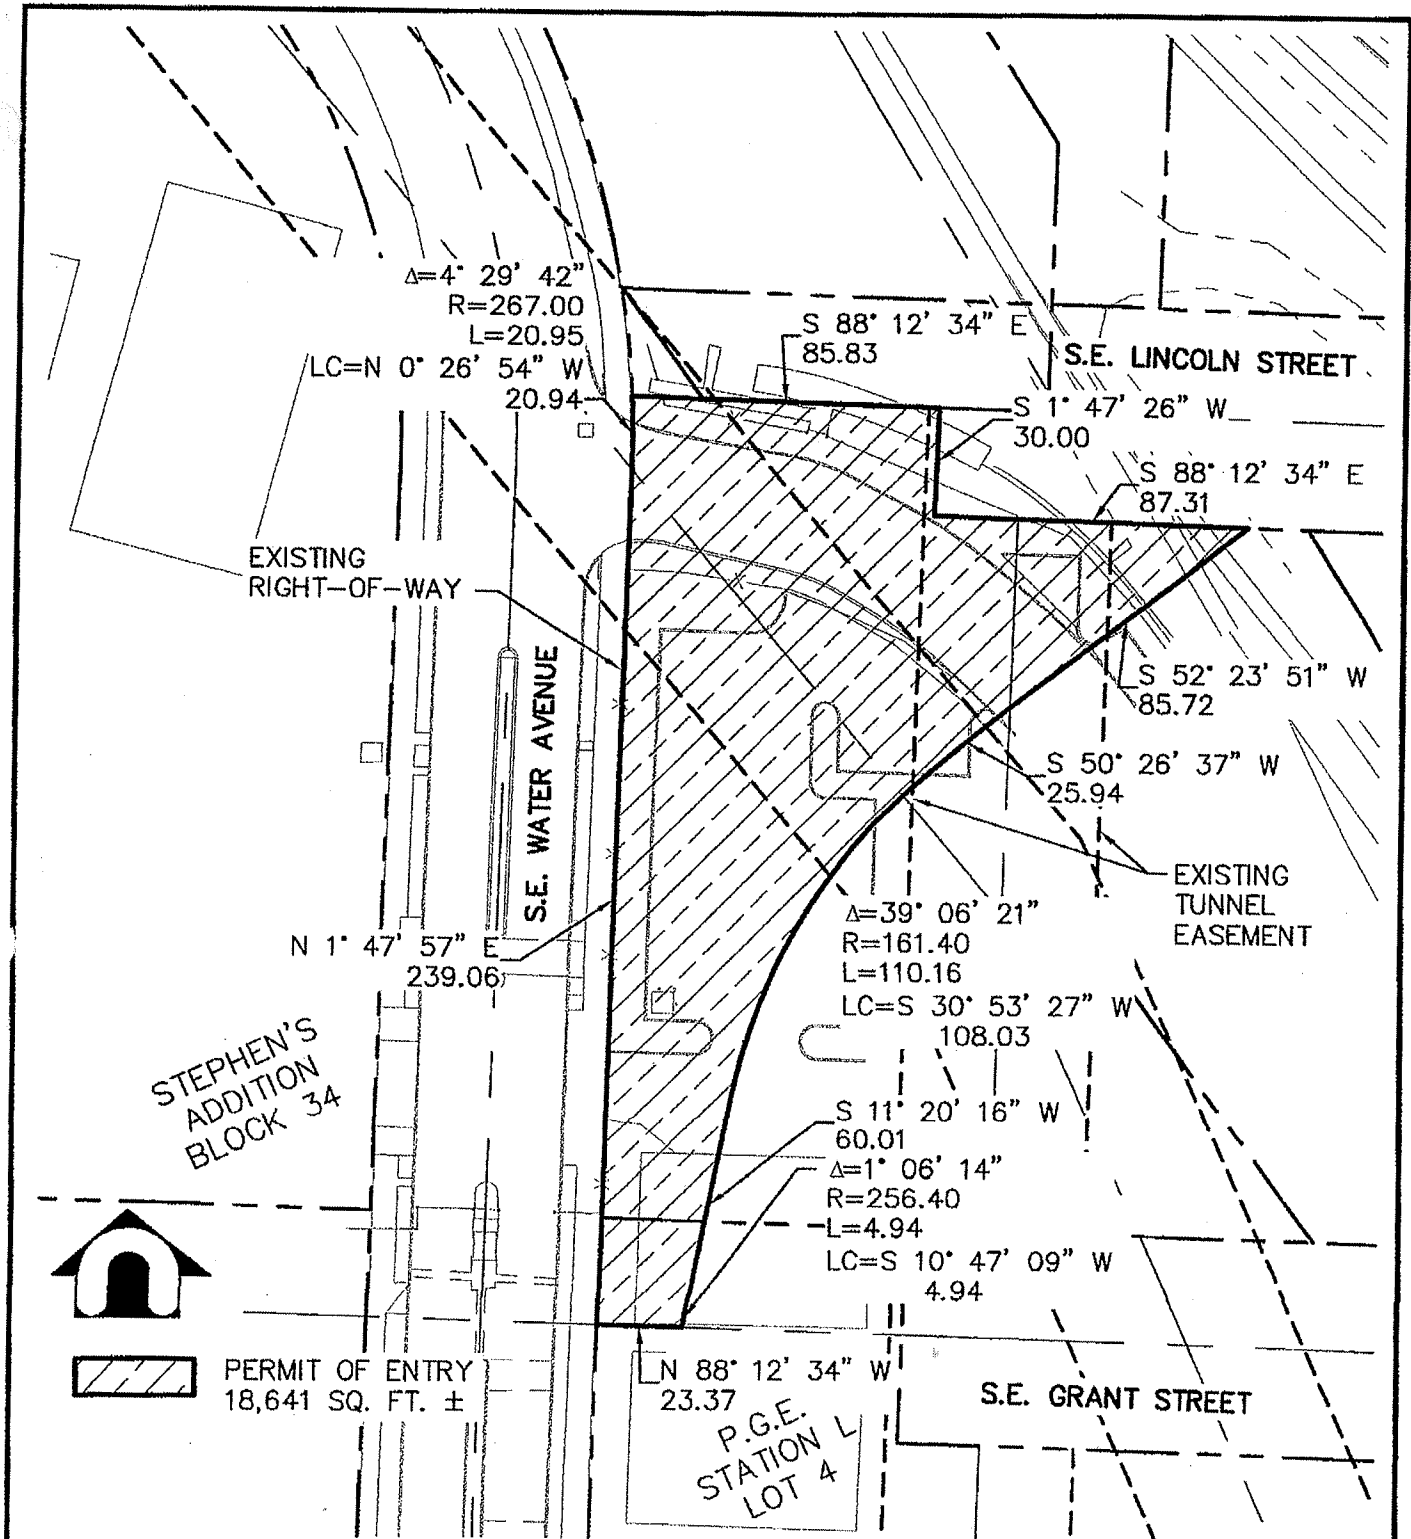 Δ=4° 29' 42"
R=267.00
L=20.95
LC=N 0° 26' 54" W
20.94
S 88° 12' 34" E
85.83
S.E. LINCOLN STREET
S 1° 47' 26" W
30.00
S 88° 12' 34" E
87.31
EXISTING
RIGHT-OF-WAY
S.E. WATER AVENUE
S 52° 23' 51" W
85.72
S 50° 26' 37" W
25.94
EXISTING
TUNNEL
EASEMENT
N 1° 47' 57" E
239.06
Δ=39° 06' 21"
R=161.40
L=110.16
LC=S 30° 53' 27" W
108.03
STEPHEN'S
ADDITION
BLOCK 34
S 11° 20' 16" W
60.01
Δ=1° 06' 14"
R=256.40
L=4.94
LC=S 10° 47' 09" W
4.94
PERMIT OF ENTRY
18,641 SQ. FT. ±
N 88° 12' 34" W
23.37
S.E. GRANT STREET
P.G.E.
STATION L
LOT 4